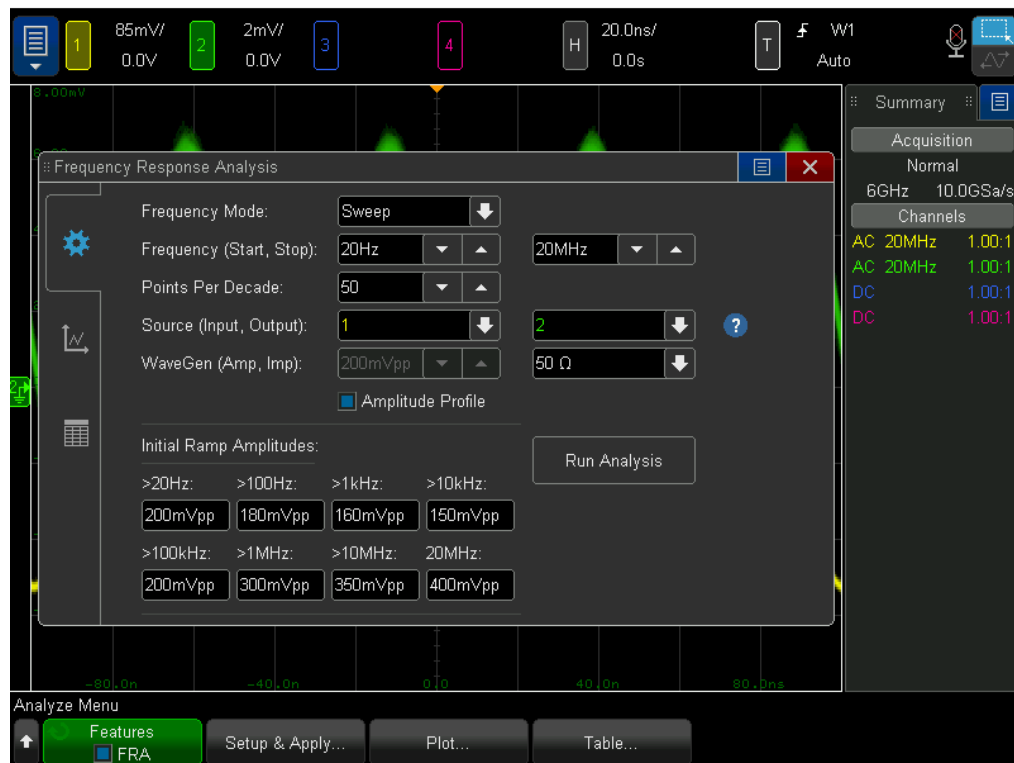 1 85mV/ 2 2mV/ 3 4 H 20.0ns/ T W1
0.0V 0.0V 0.0s Auto
8.00mV
Summary
Acquisition
Normal
6GHz 10.0GSa/s
Channels
AC 20MHz 1.00:1
AC 20MHz 1.00:1
DC 1.00:1
DC 1.00:1
Frequency Response Analysis
Frequency Mode: Sweep
Frequency (Start, Stop): 20Hz 20MHz
Points Per Decade: 50
Source (Input, Output): 1 2 ?
WaveGen (Amp, Imp): 200mVpp 50 Ω
Amplitude Profile
Initial Ramp Amplitudes:
Run Analysis
>20Hz: >100Hz: >1kHz: >10kHz:
200mVpp 180mVpp 160mVpp 150mVpp
>100kHz: >1MHz: >10MHz: 20MHz:
200mVpp 300mVpp 350mVpp 400mVpp
2
-80.0n -40.0n 0.0 40.0n 80.0ns
Analyze Menu
Features
FRA
Setup & Apply...
Plot...
Table...